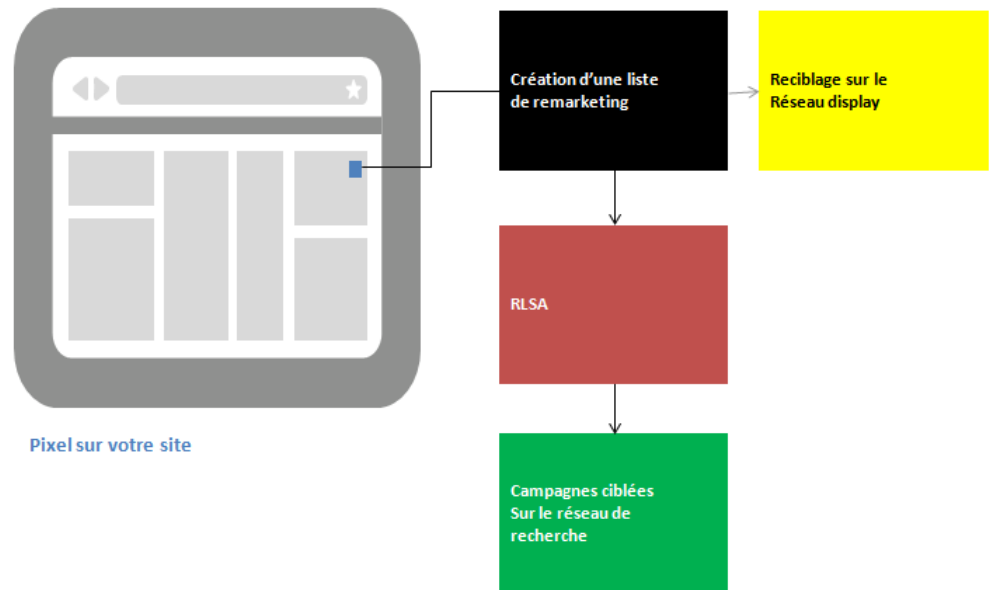 Création d’une liste
de remarketing
Reciblage sur le
Réseau display
RLSA
Pixel sur votre site
Campagnes ciblées
Sur le réseau de
recherche